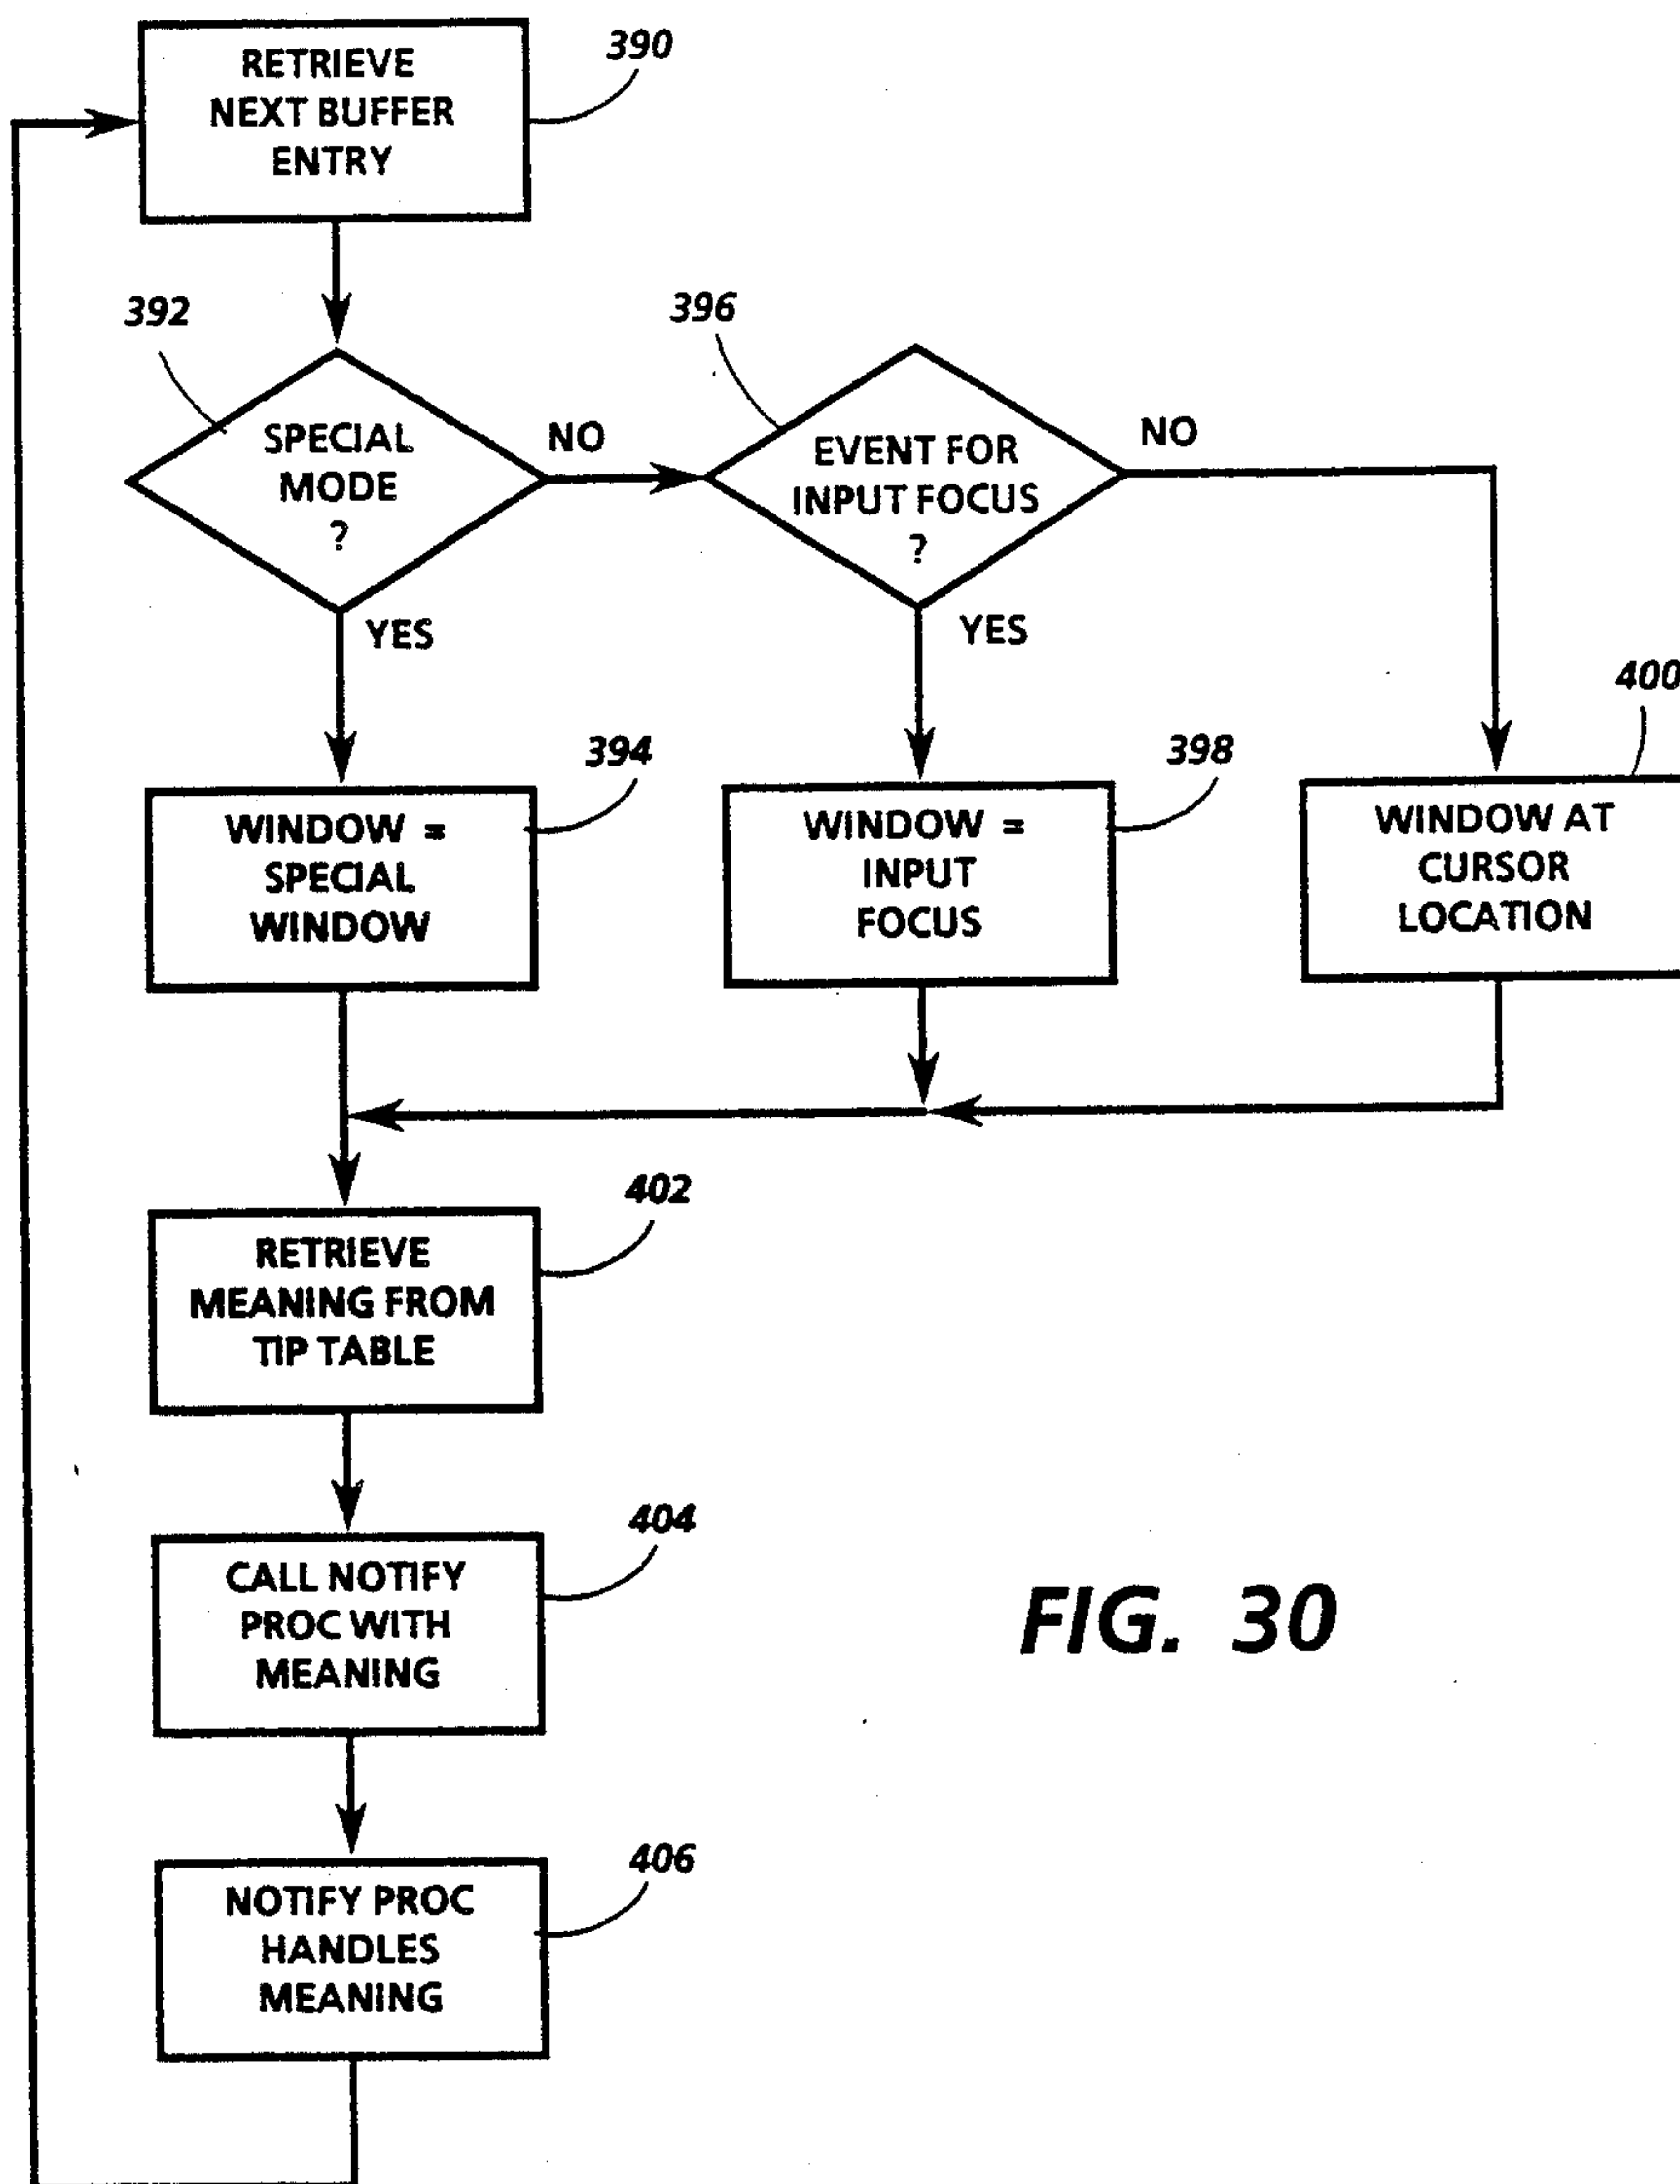 390
RETRIEVE
NEXT BUFFER
ENTRY
392
SPECIAL
MODE
?
NO
YES
396
EVENT FOR
INPUT FOCUS
?
NO
YES
394
WINDOW =
SPECIAL
WINDOW
398
WINDOW =
INPUT
FOCUS
400
WINDOW AT
CURSOR
LOCATION
402
RETRIEVE
MEANING FROM
TIP TABLE
404
CALL NOTIFY
PROC WITH
MEANING
406
NOTIFY PROC
HANDLES
MEANING
FIG. 30